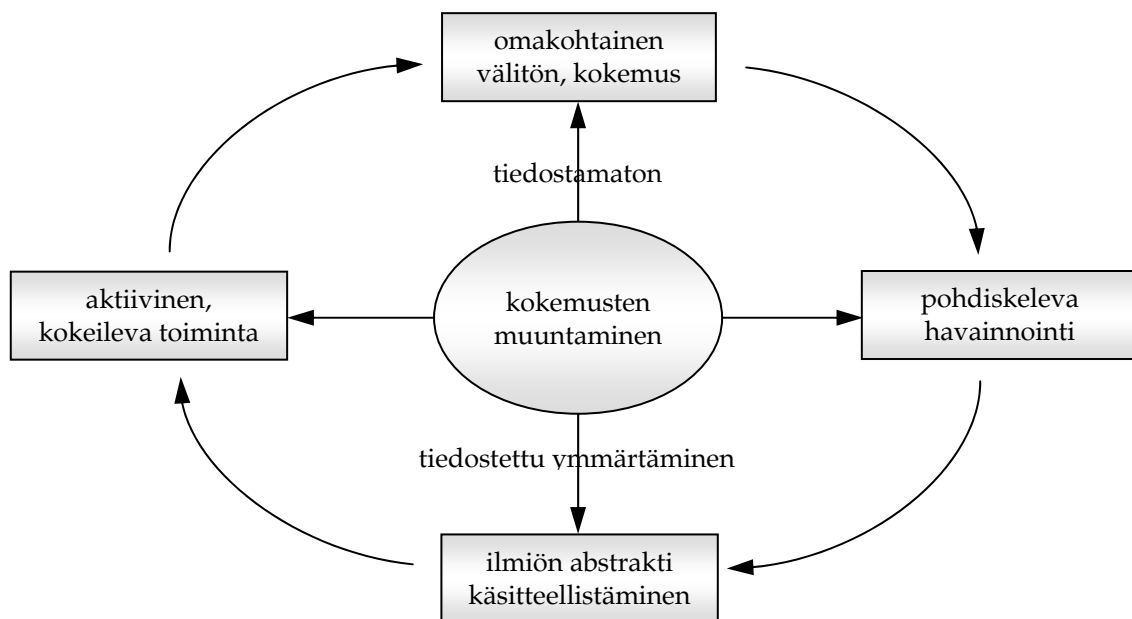 omakohtainen
välitön, kokemus
tiedostamaton
aktiivinen,
kokeileva toiminta
kokemusten
muuntaminen
pohdiskeleva
havainnointi
tiedostettu ymmärtäminen
ilmiön abstrakti
käsitteellistäminen